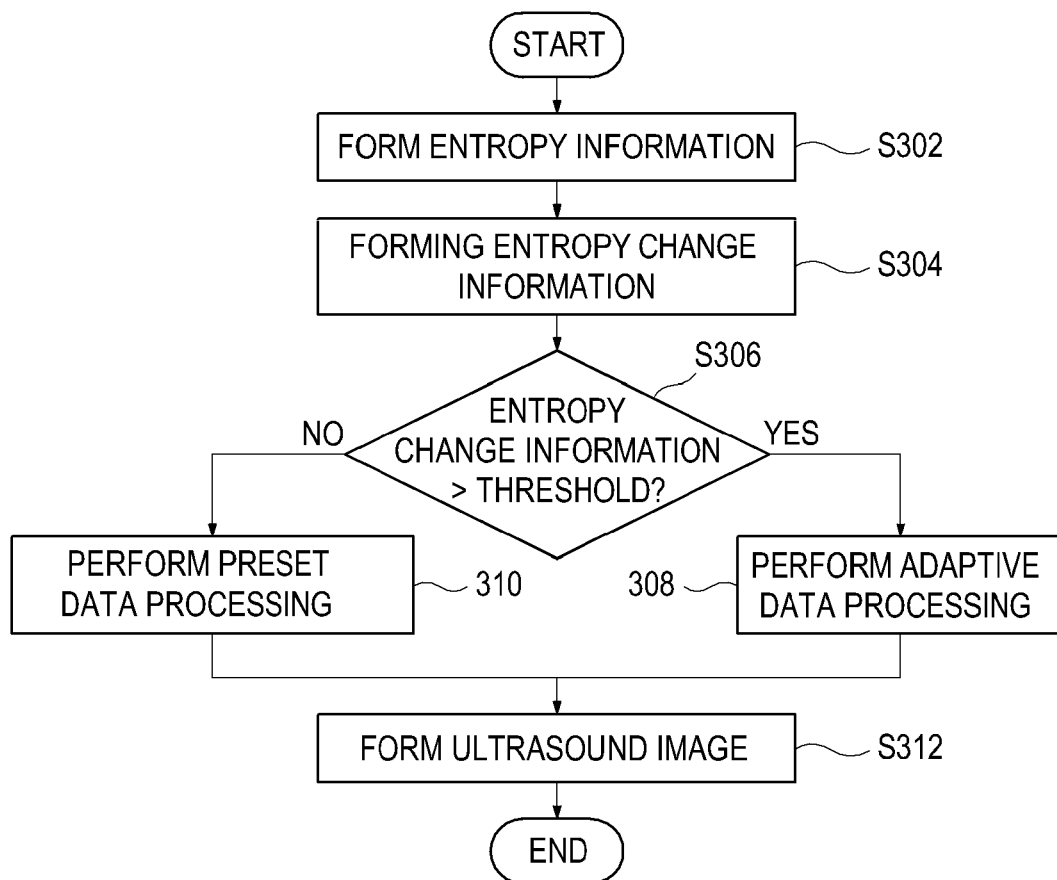 START
FORM ENTROPY INFORMATION
S302
FORMING ENTROPY CHANGE
INFORMATION
S304
S306
ENTROPY
CHANGE INFORMATION
> THRESHOLD?
NO
YES
PERFORM PRESET
DATA PROCESSING
310
308
PERFORM ADAPTIVE
DATA PROCESSING
FORM ULTRASOUND IMAGE
S312
END